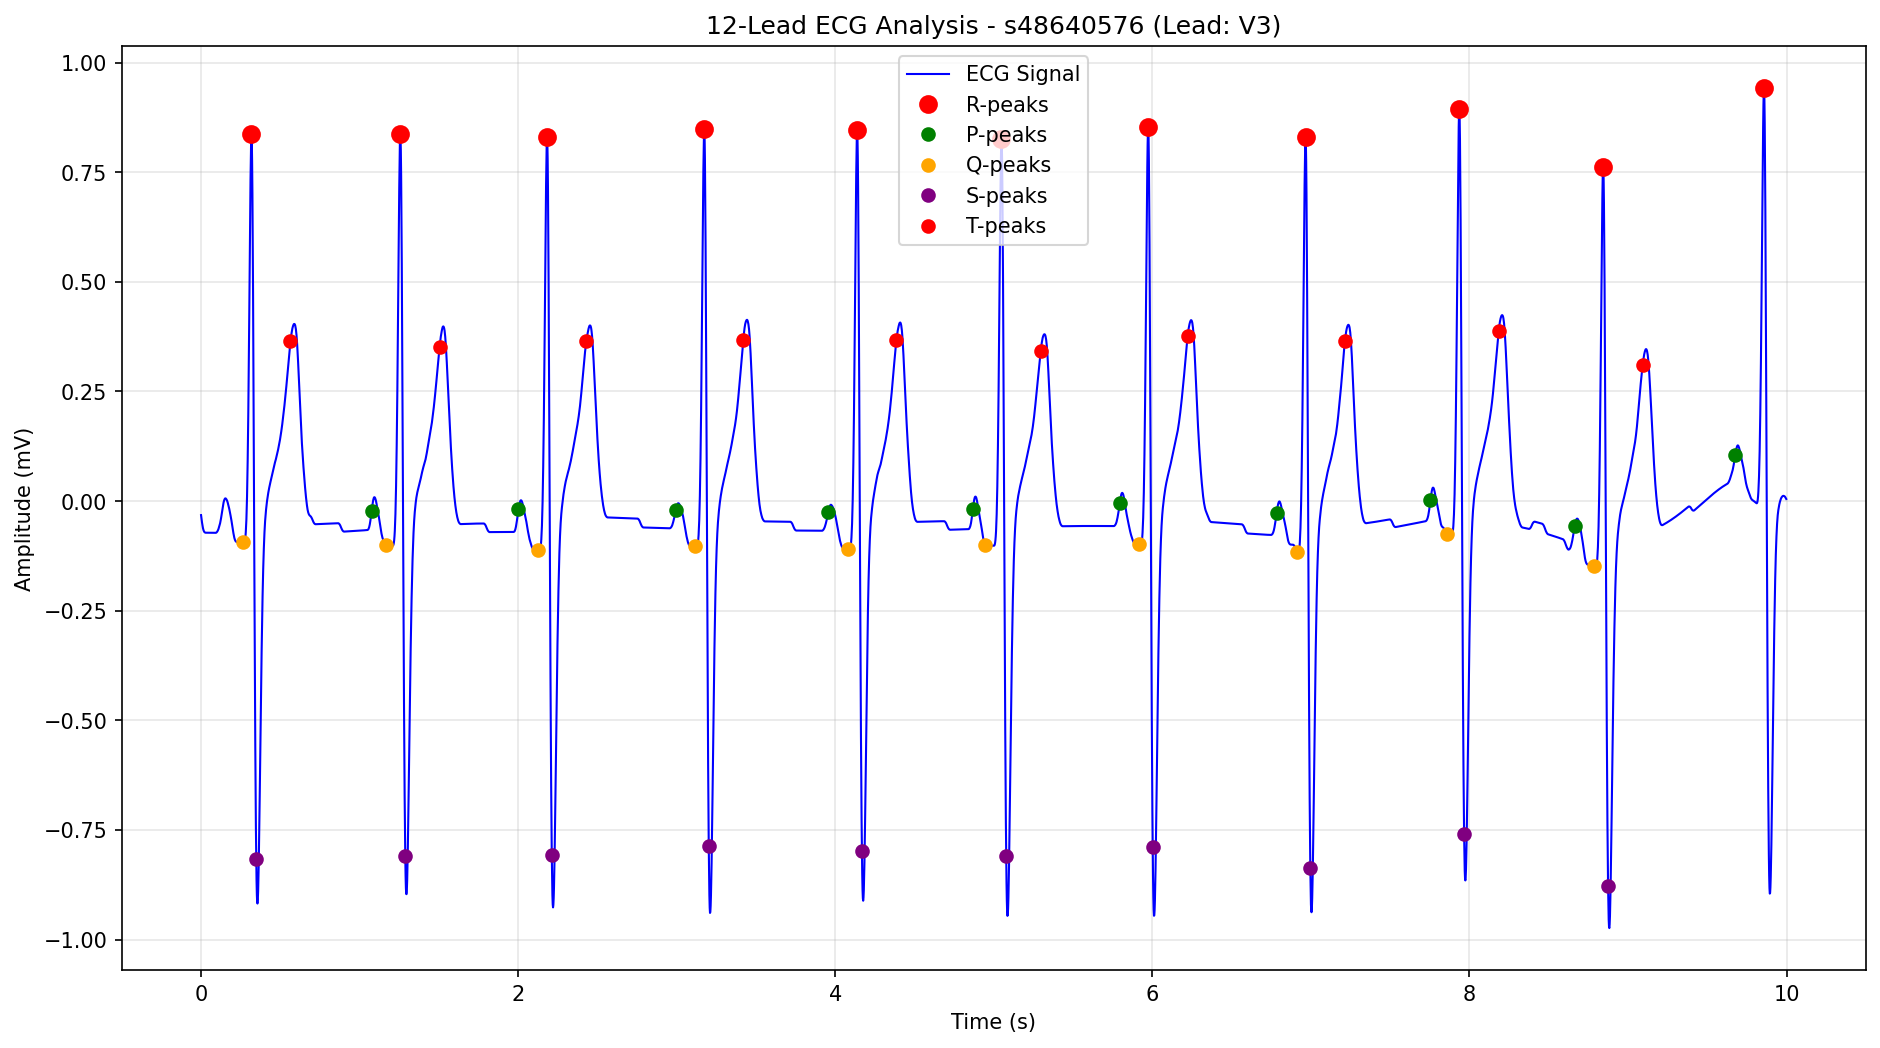 12-Lead ECG Analysis - s48640576 (Lead: V3)
ECG Signal
R-peaks
P-peaks
Q-peaks
S-peaks
T-peaks
Amplitude (mV)
1.00
0.75
0.50
0.25
0.00
−0.25
−0.50
−0.75
−1.00
0 2 4 6 8 10
Time (s)